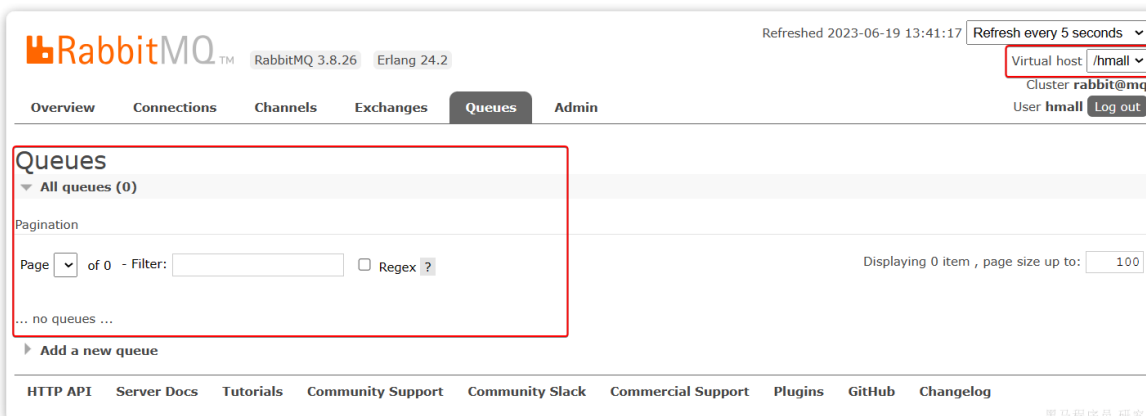 Refreshed 2023-06-19 13:41:17 Refresh every 5 seconds
RabbitMQ TM RabbitMQ 3.8.26 Erlang 24.2
Virtual host /hmall
Cluster rabbit@mq
User hmall Log out
Overview Connections Channels Exchanges Queues Admin
Queues
All queues (0)
Pagination
Page of 0 - Filter: Regex ? Displaying 0 item , page size up to: 100
... no queues ...
Add a new queue
HTTP API Server Docs Tutorials Community Support Community Slack Commercial Support Plugins GitHub Changelog